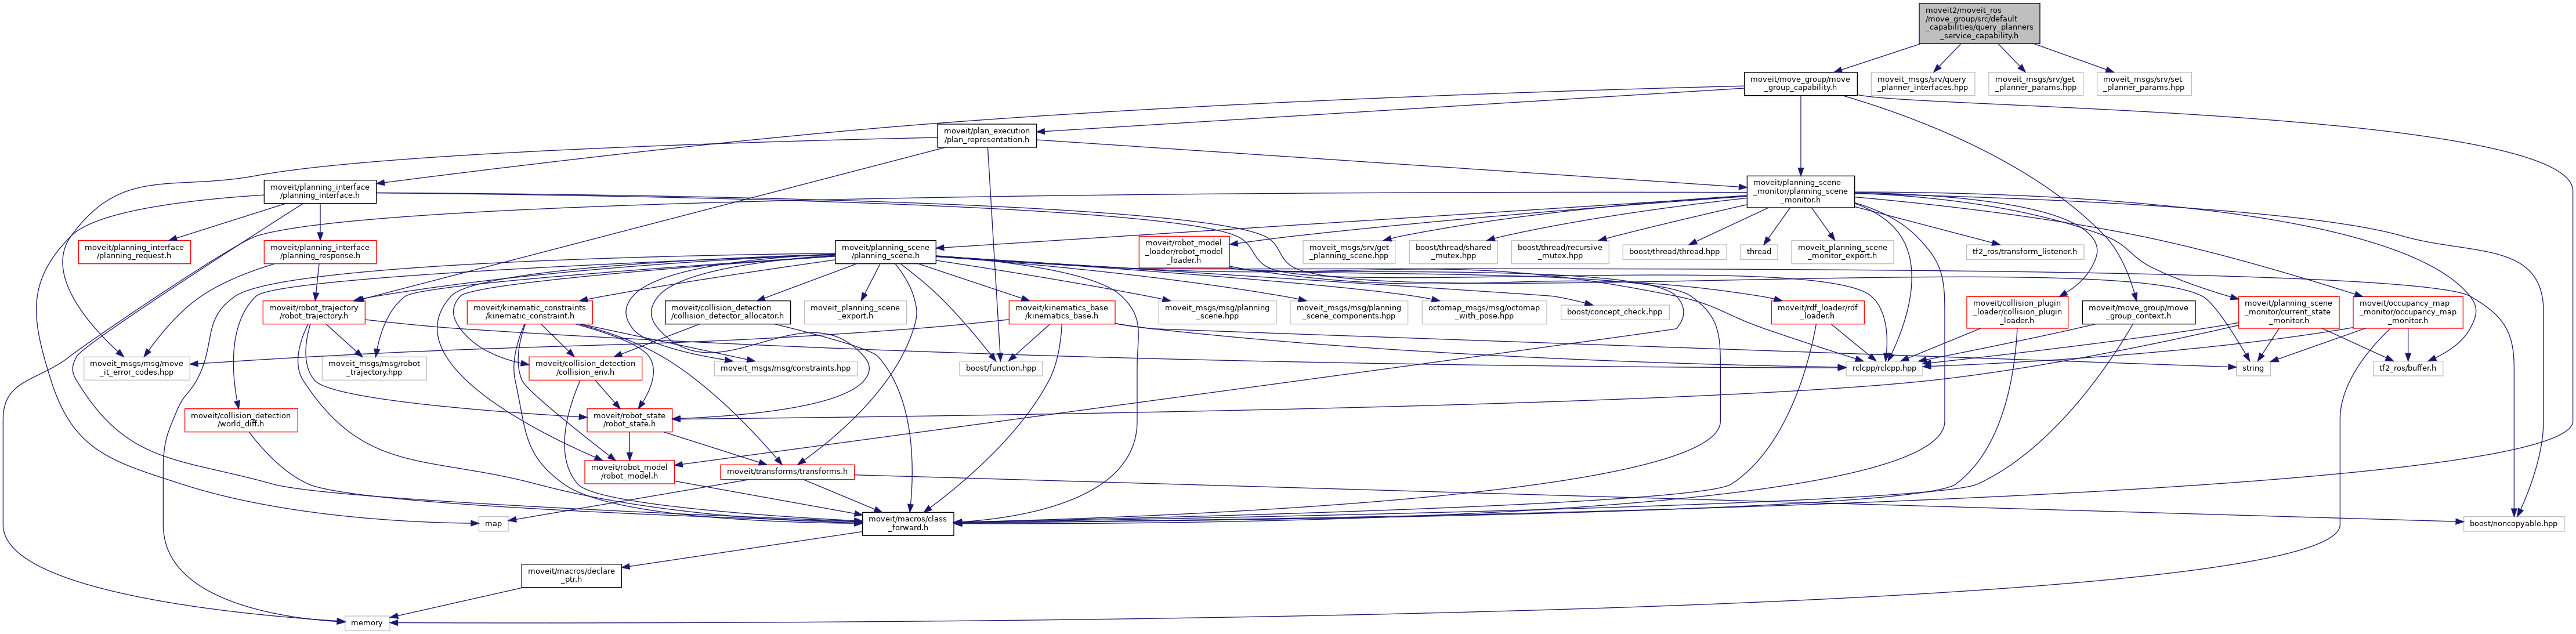 moveit2/moveit_ros
/move_group/src/default
_capabilities/query_planners
_service_capability.h
moveit/move_group/move
_group_capability.h
moveit_msgs/srv/query
_planner_interfaces.hpp
moveit_msgs/srv/get
_planner_params.hpp
moveit_msgs/srv/set
_planner_params.hpp
moveit/plan_execution
/plan_representation.h
moveit/planning_interface
/planning_interface.h
moveit/planning_scene
_monitor/planning_scene
_monitor.h
moveit/planning_interface
/planning_request.h
moveit/planning_interface
/planning_response.h
moveit/planning_scene
/planning_scene.h
moveit/robot_model
_loader/robot_model
_loader.h
moveit_msgs/srv/get
_planning_scene.hpp
boost/thread/shared
_mutex.hpp
boost/thread/recursive
_mutex.hpp
boost/thread/thread.hpp
thread
moveit_planning_scene
_monitor_export.h
tf2_ros/transform_listener.h
moveit/robot_trajectory
/robot_trajectory.h
moveit/kinematic_constraints
/kinematic_constraint.h
moveit/collision_detection
/collision_detector_allocator.h
moveit_planning_scene
_export.h
moveit/kinematics_base
/kinematics_base.h
moveit_msgs/msg/planning
_scene.hpp
moveit_msgs/msg/planning
_scene_components.hpp
octomap_msgs/msg/octomap
_with_pose.hpp
boost/concept_check.hpp
moveit/rdf_loader/rdf
_loader.h
moveit/collision_plugin
_loader/collision_plugin
_loader.h
moveit/move_group/move
_group_context.h
moveit/planning_scene
_monitor/current_state
_monitor.h
moveit/occupancy_map
_monitor/occupancy_map
_monitor.h
moveit_msgs/msg/move
_it_error_codes.hpp
moveit_msgs/msg/robot
_trajectory.hpp
moveit/collision_detection
/collision_env.h
moveit_msgs/msg/constraints.hpp
boost/function.hpp
rclcpp/rclcpp.hpp
string
tf2_ros/buffer.h
moveit/collision_detection
/world_diff.h
moveit/robot_state
/robot_state.h
moveit/robot_model
/robot_model.h
moveit/transforms/transforms.h
map
moveit/macros/class
_forward.h
boost/noncopyable.hpp
moveit/macros/declare
_ptr.h
memory